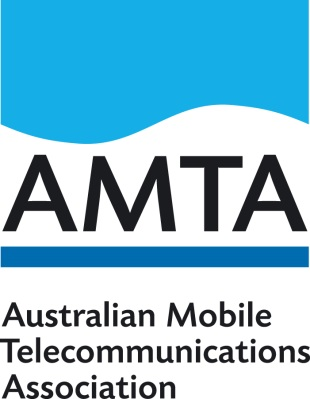 AMTA
Australian Mobile
Telecommunications
Association